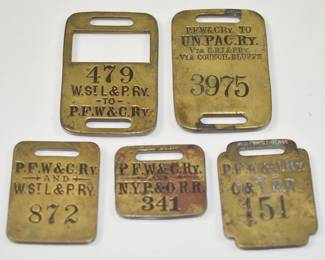 479
W.ST.L&P.RY.
-TO-
P.F.W.&C.RY
P.F.W.&C.RY. TO
UN PAC.RY.
VIA C.R.I.&P.RY.
VIA COUNCIL BLUFFS
3975
P.F.W&C.RY.
AND
W.ST.L&P.RY.
872
P.F.W&C.RY.
N.Y.P.&O.R.R.
341
P.F.W.&C.RY.
151